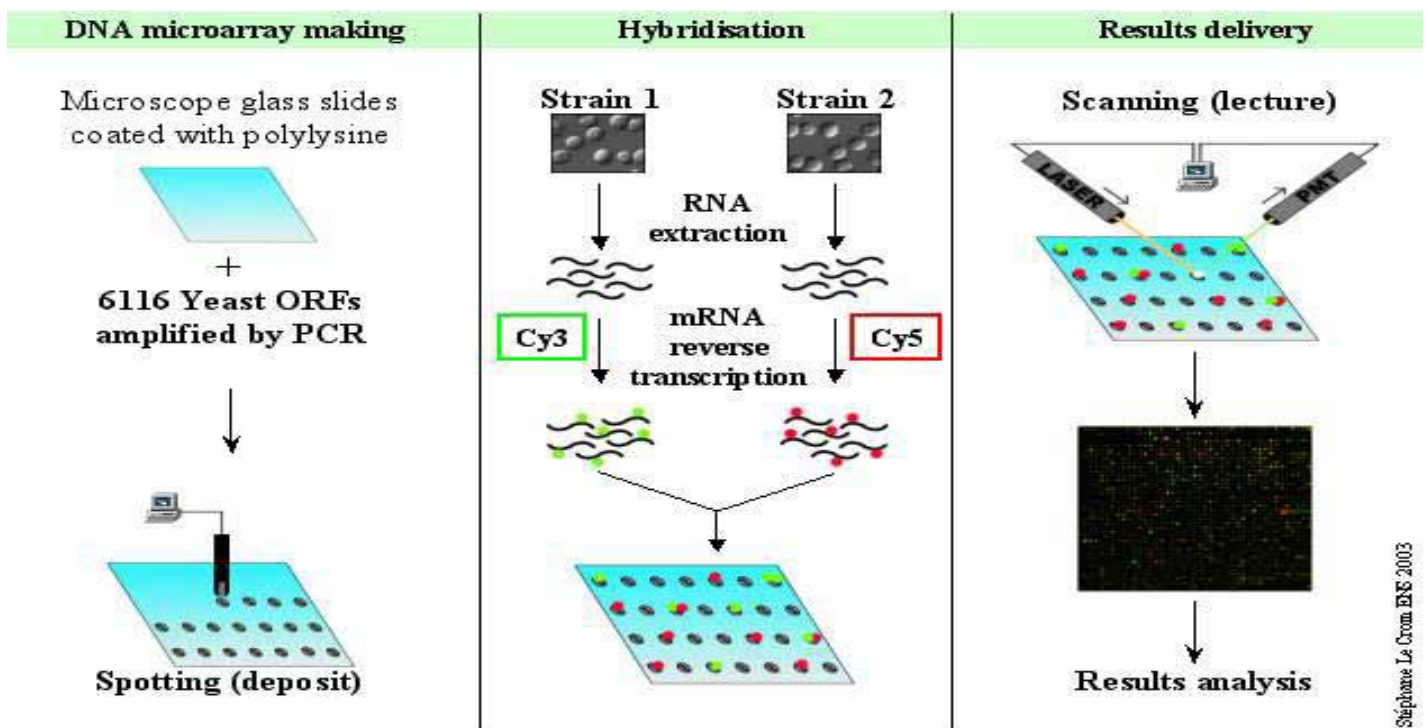 DNA microarray making
Microscope glass slides
coated with polylysine
+
6116 Yeast ORFs
amplified by PCR
Spotting (deposit)
Hybridisation
Strain 1
Strain 2
RNA
extraction
Cy3
mRNA
reverse
transcription
Cy5
Results delivery
Scanning (lecture)
LASER
PMT
Results analysis
Stéphane Le Crom ENS 2003